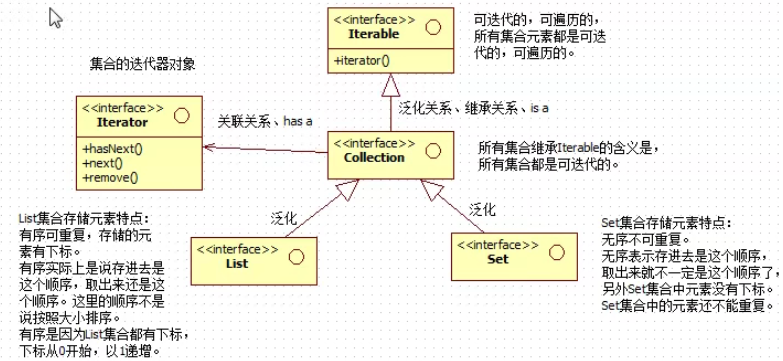 <<interface>>
Iterable
+iterator()
可迭代的，可遍历的，
所有集合元素都是可迭
代的，可遍历的。
集合的迭代器对象
<<interface>>
Iterator
+hasNext()
+next()
+remove()
关联关系、has a
泛化关系、继承关系、is a
<<interface>>
Collection
所有集合继承Iterable的含义是，
所有集合都是可迭代的。
泛化
泛化
List集合存储元素特点：
有序可重复，存储的元
素有下标。
有序实际上是说存进去是
这个顺序，取出来还是这
个顺序。这里的顺序不是
说按照大小排序。
有序是因为List集合都有下标，
下标从0开始，以1递增。
<<interface>>
List
<<interface>>
Set
Set集合存储元素特点：
无序不可重复。
无序表示存进去是这个顺序，
取出来就不一定是这个顺序了，
另外Set集合中元素没有下标。
Set集合中的元素还不能重复。